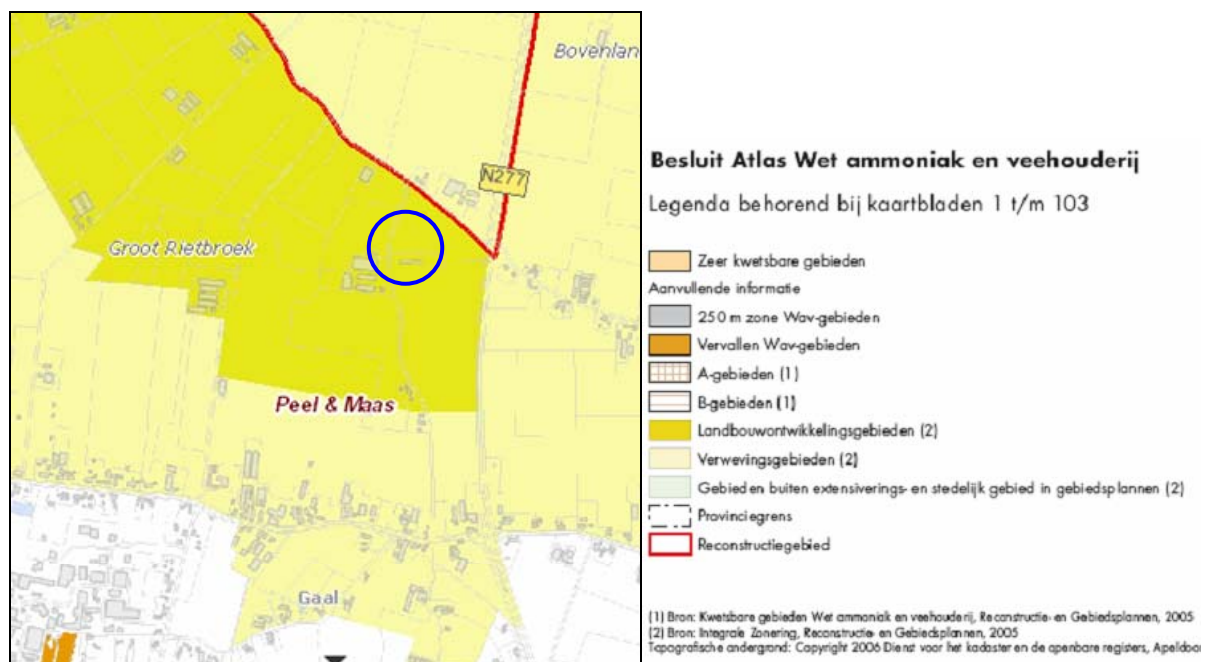 Bovenlan
N277
Groot Rietbroek
Peel & Maas
Gaal
Besluit Atlas Wet ammoniak en veehouderij
Legenda behorend bij kaartbladen 1 t/m 103
Zeer kwetsbare gebieden
Aanvullende informatie
250 m zone Wav-gebieden
Vervallen Wav-gebieden
A-gebieden (1)
B-gebieden (1)
Landbouwontwikkelingsgebieden (2)
Verwevingsgebieden (2)
Gebieden buiten extensiverings- en stedelijk gebied in gebiedsplannen (2)
Provinciegrens
Reconstructiegebied
(1) Bron: Kwetsbare gebieden Wet ammoniak en veehouderij, Reconstructie- en Gebiedsplannen, 2005
(2) Bron: Integrale Zonering, Reconstructie- en Gebiedsplannen, 2005
Topografische ondergrond: Copyright 2006 Dienst voor het kadaster en de openbare registers, Apeldoor